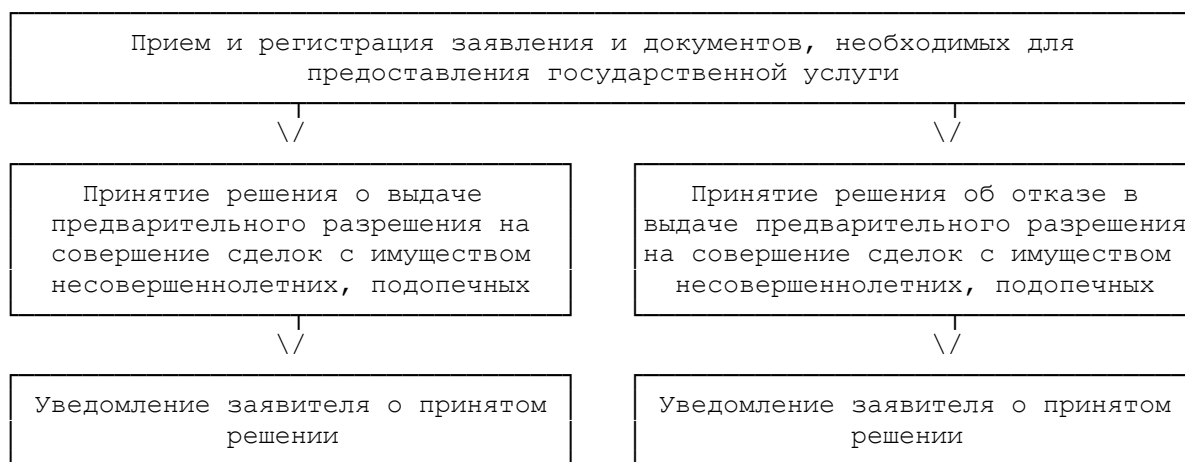 Прием и регистрация заявления и документов, необходимых для
предоставления государственной услуги
\/
\/
Принятие решения о выдаче
предварительного разрешения на
совершение сделок с имуществом
несовершеннолетних, подопечных
Принятие решения об отказе в
выдаче предварительного разрешения
на совершение сделок с имуществом
несовершеннолетних, подопечных
\/
\/
Уведомление заявителя о принятом
решении
Уведомление заявителя о принятом
решении